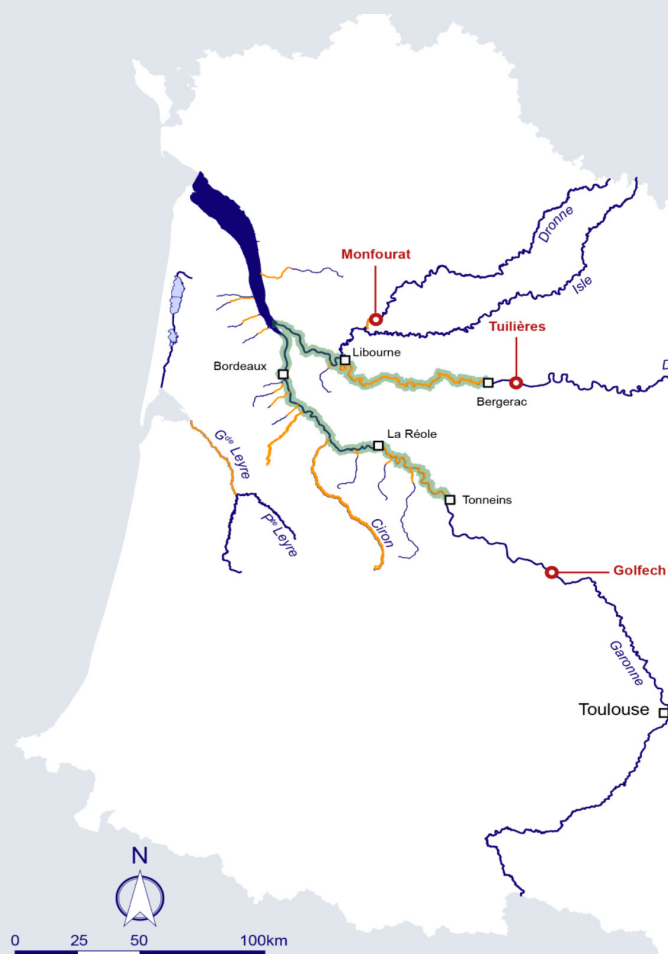 Dronne
Monfourat
Isle
Tuilières
Libourne
Bordeaux
D
Bergerac
La Réole
Gde Leyre
Tonneins
Pte Leyre
Ciron
Golfech
Garonne
Toulouse
N
0 25 50 100km